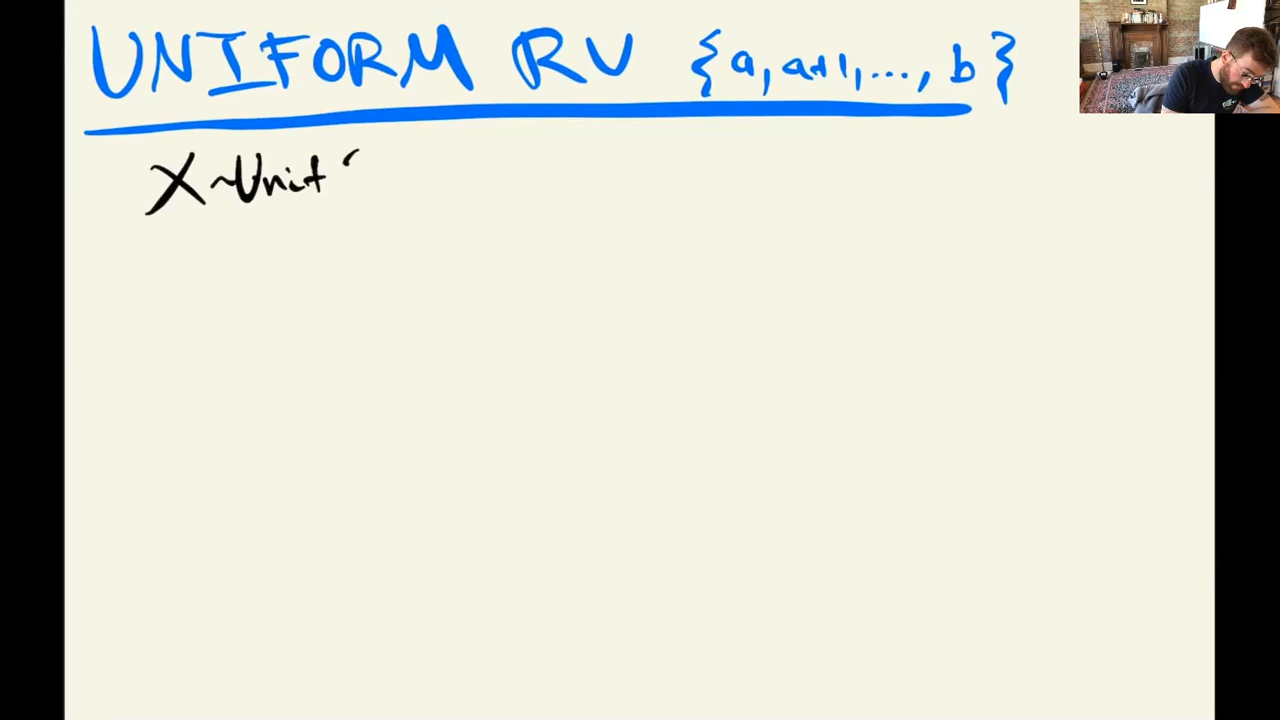 UNIFORM RV {a, a+1, ..., b}
X ~ Unif (